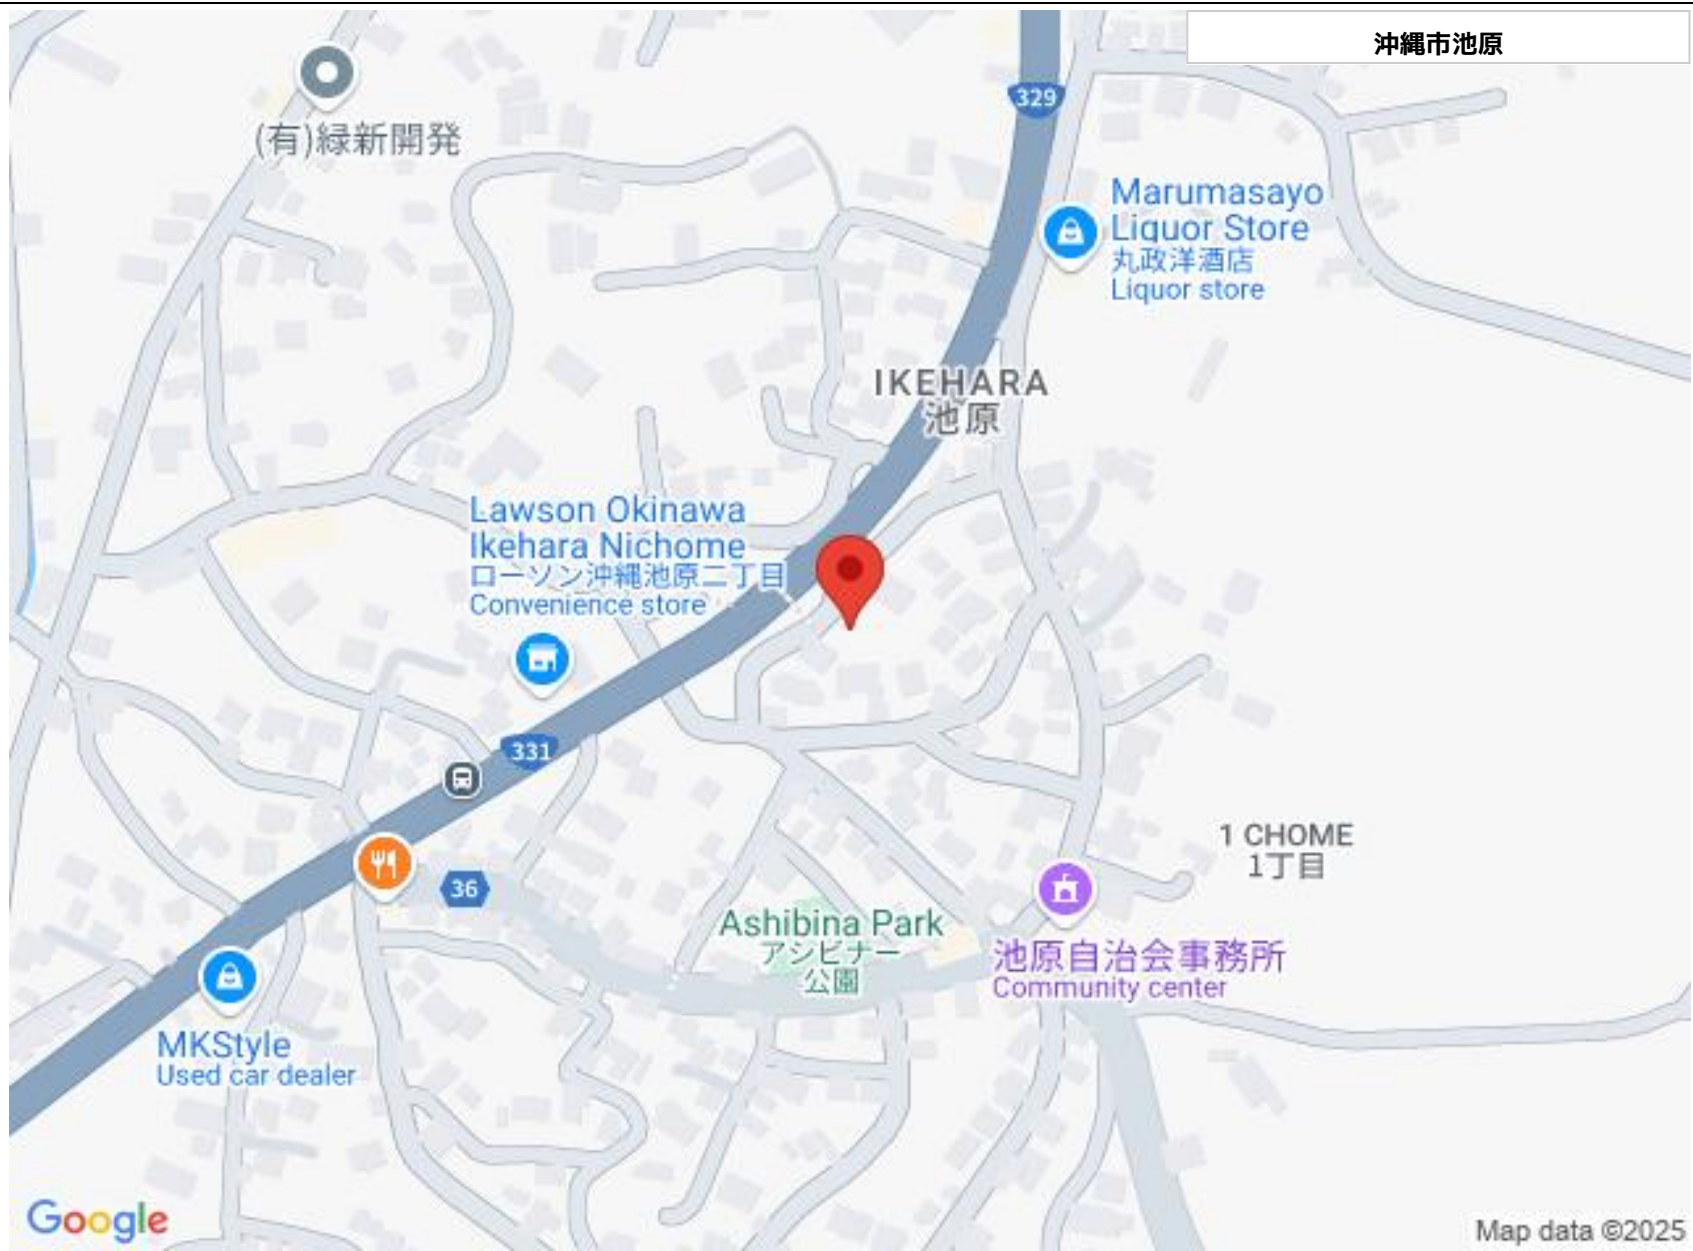 沖縄市池原
329
(有)緑新開発
Marumasayo
Liquor Store
丸政洋酒店
Liquor store
IKEHARA
池原
Lawson Okinawa
Ikehara Nichome
ローソン沖縄池原二丁目
Convenience store
331
36
1 CHOME
1丁目
Ashibina Park
アシビナー
公園
池原自治会事務所
Community center
MKStyle
Used car dealer
Google
Map data ©2025